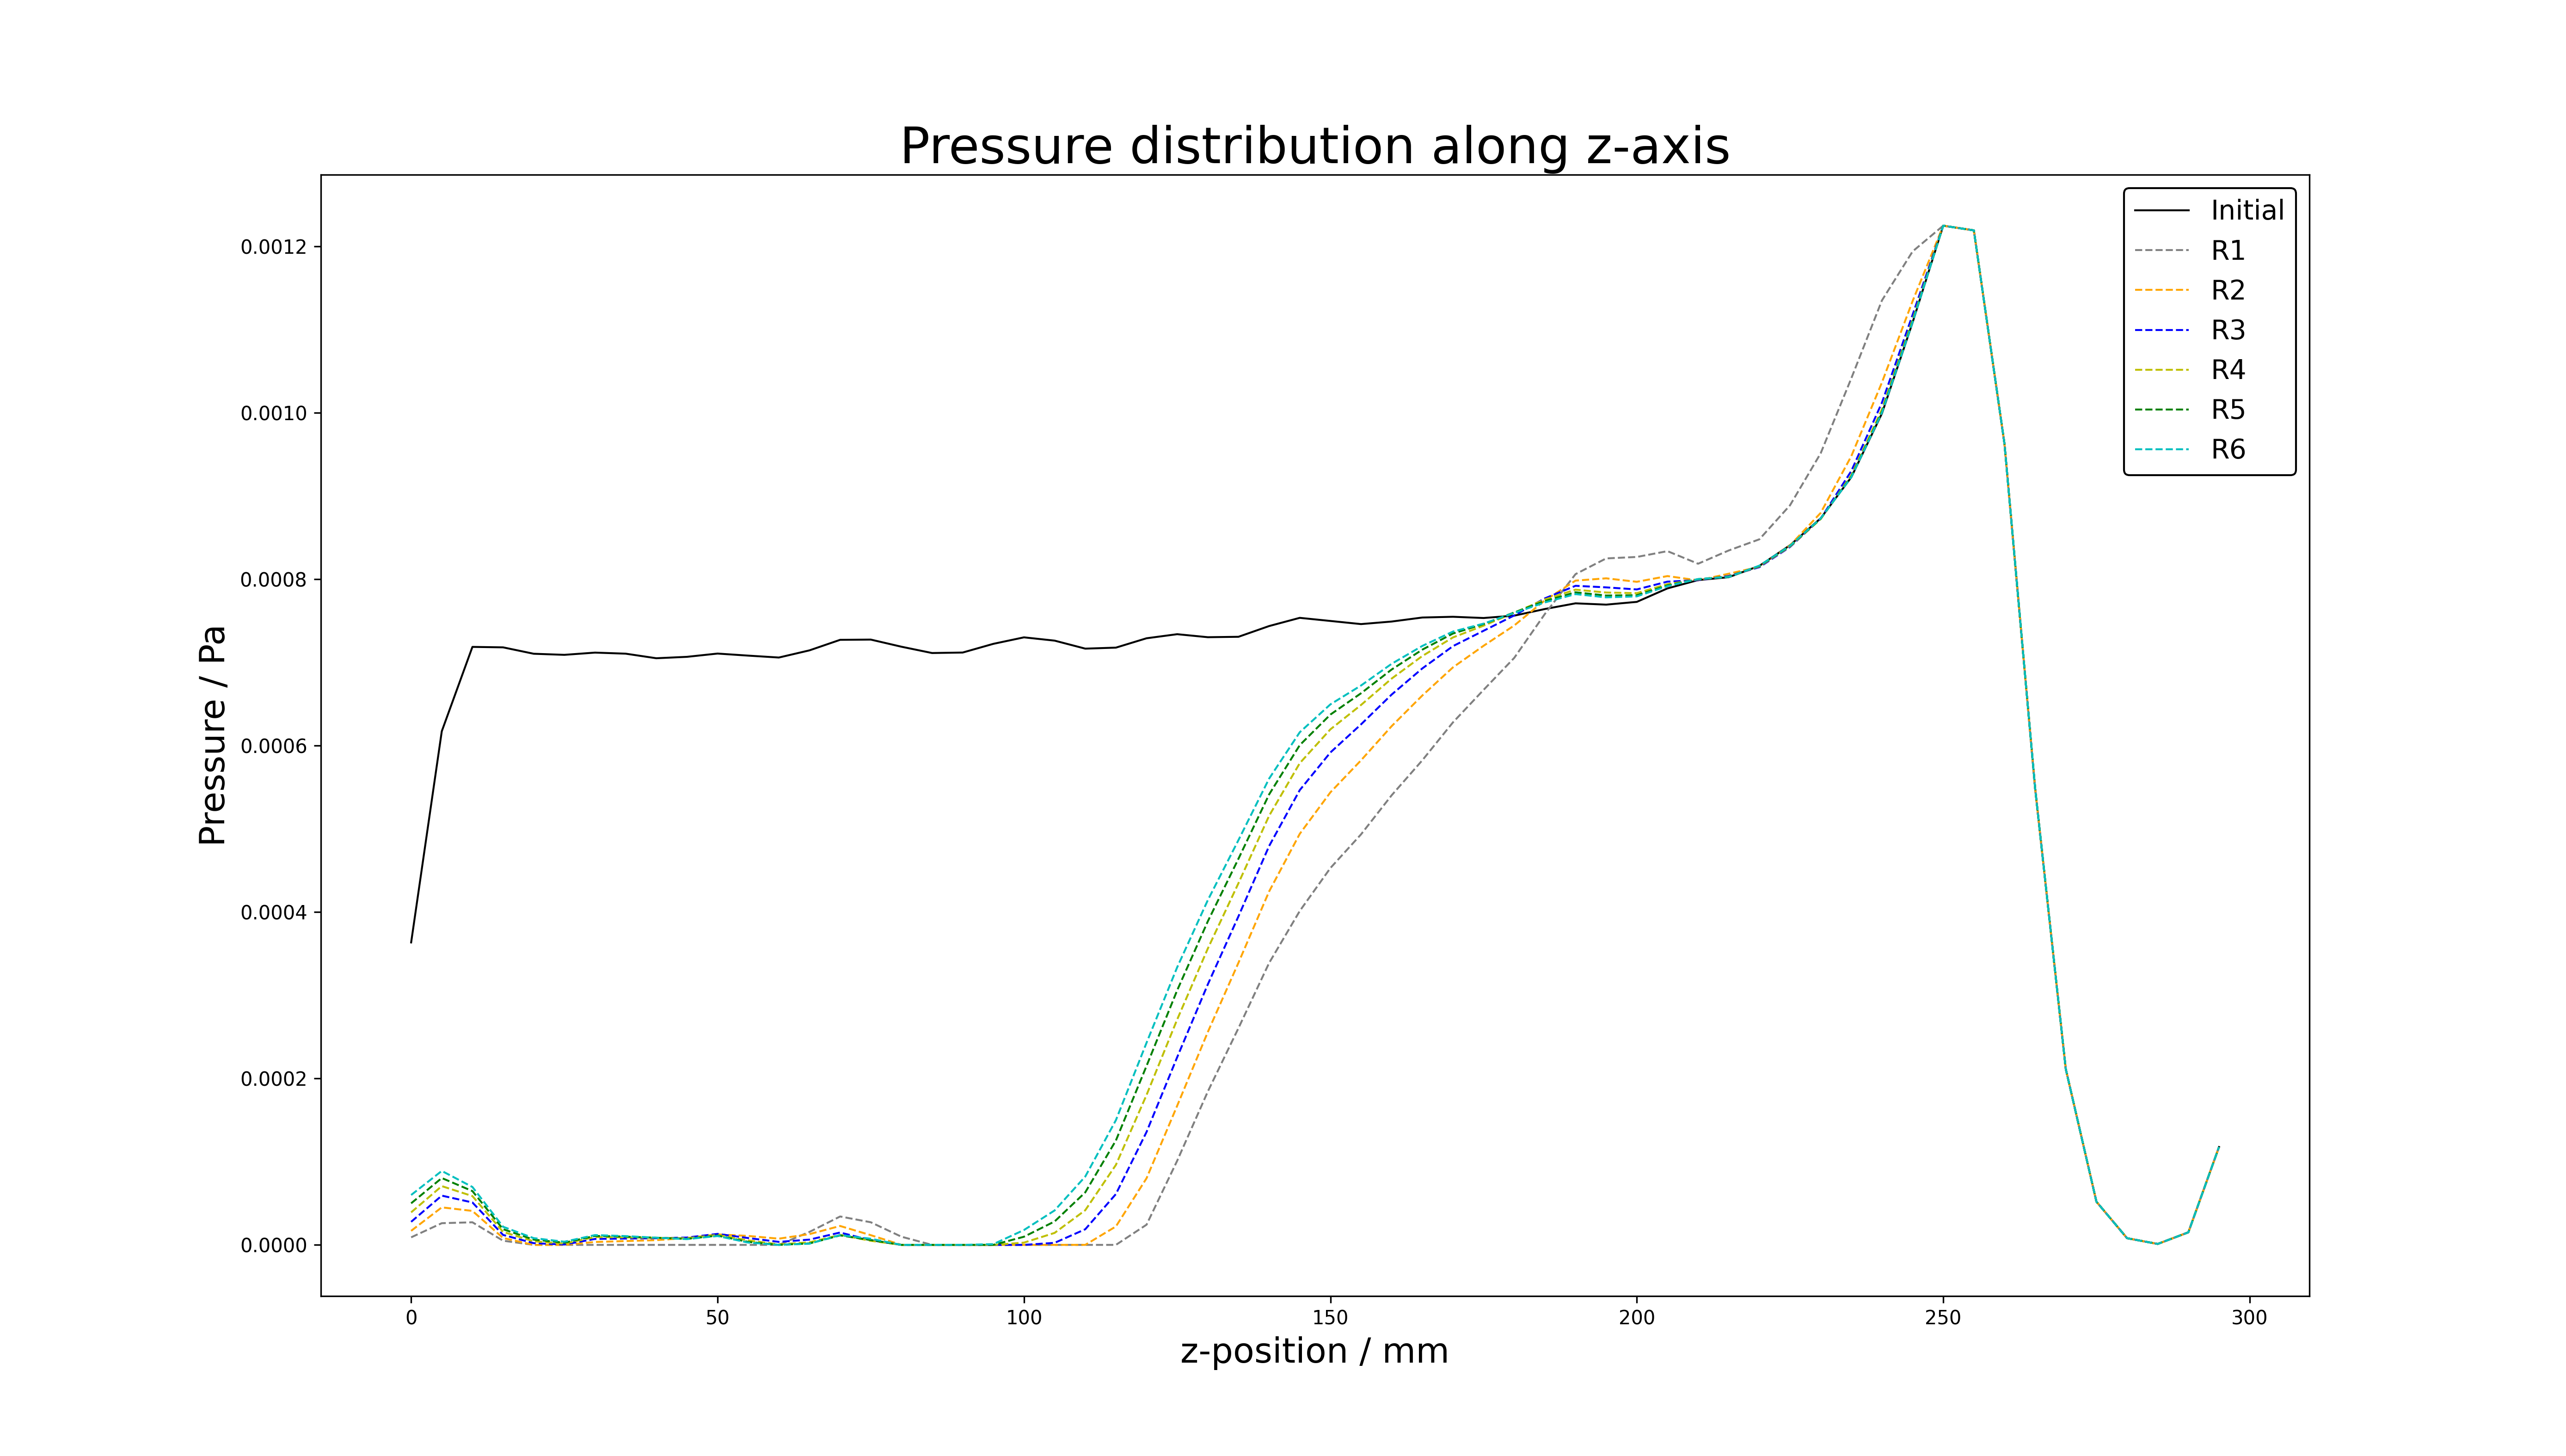 Pressure distribution along z-axis
Initial
R1
R2
R3
R4
R5
R6
Pressure / Pa
0.0012
0.0010
0.0008
0.0006
0.0004
0.0002
0.0000
0 50 100 150 200 250 300
z-position / mm